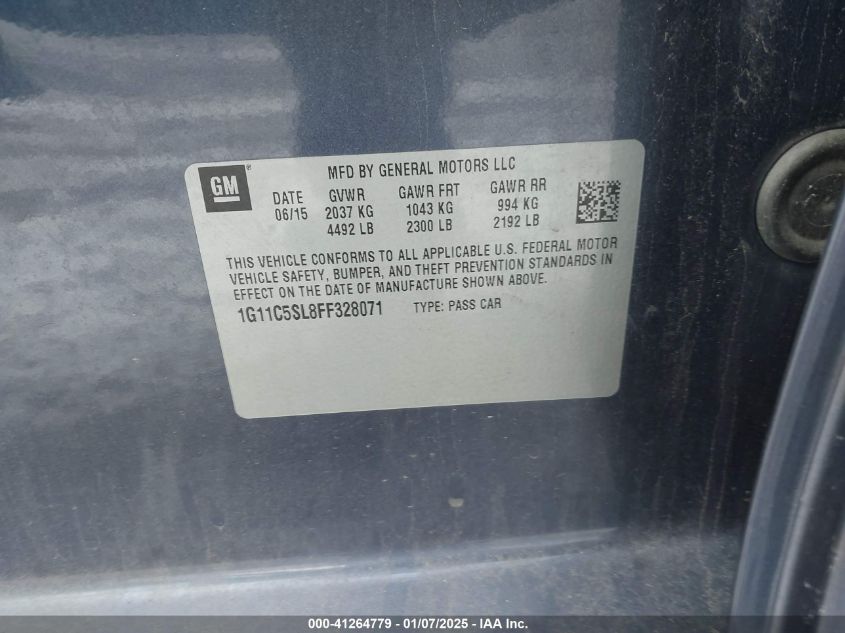 GM
MFD BY GENERAL MOTORS LLC
DATE GVWR GAWR FRT GAWR RR
06/15 2037 KG 1043 KG 994 KG
4492 LB 2300 LB 2192 LB
THIS VEHICLE CONFORMS TO ALL APPLICABLE U.S. FEDERAL MOTOR
VEHICLE SAFETY, BUMPER, AND THEFT PREVENTION STANDARDS IN
EFFECT ON THE DATE OF MANUFACTURE SHOWN ABOVE.
1G11C5SL8FF328071 TYPE: PASS CAR
000-41264779 — 01/07/2025 — IAA Inc.